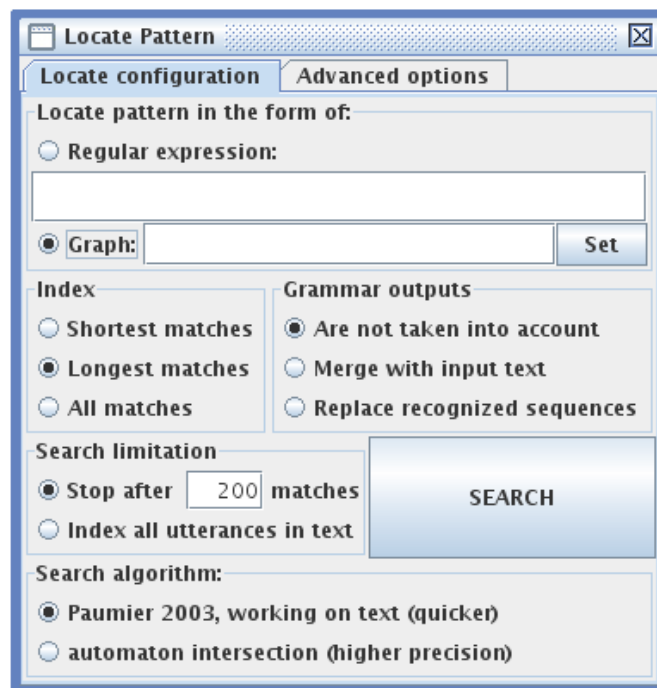 Locate Pattern
Locate configuration Advanced options
Locate pattern in the form of:
Regular expression:
Graph: Set
Index Grammar outputs
Shortest matches Are not taken into account
Longest matches Merge with input text
All matches Replace recognized sequences
Search limitation
Stop after 200 matches SEARCH
Index all utterances in text
Search algorithm:
Paumier 2003, working on text (quicker)
automaton intersection (higher precision)